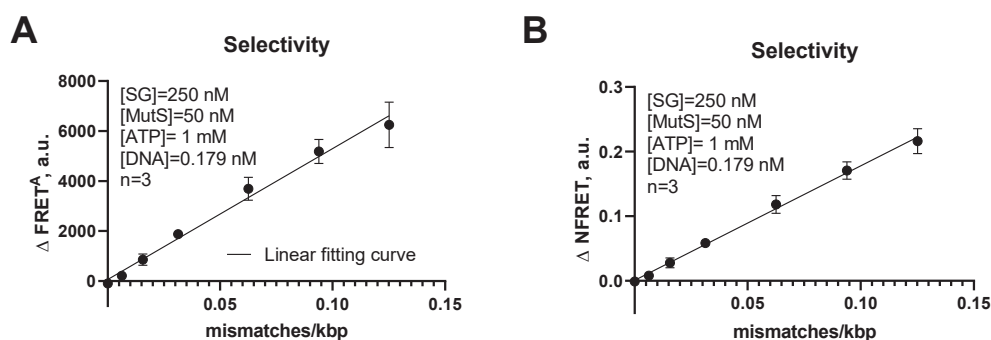 A
Selectivity
8000
6000
4000
2000
0
Δ FRETᴬ, a.u.
[SG]=250 nM
[MutS]=50 nM
[ATP]= 1 mM
[DNA]=0.179 nM
n=3
Linear fitting curve
0.05
0.10
0.15
mismatches/kbp
B
Selectivity
0.3
0.2
0.1
0.0
Δ NFRET, a.u.
[SG]=250 nM
[MutS]=50 nM
[ATP]= 1 mM
[DNA]=0.179 nM
n=3
0.05
0.10
0.15
mismatches/kbp